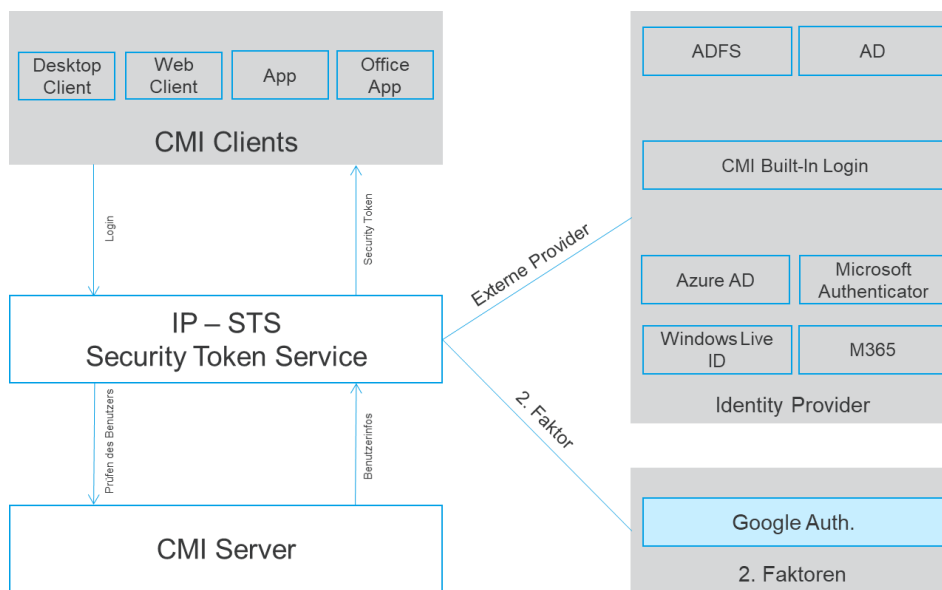 Desktop
Client
Web
Client
App
Office
App
CMI Clients
Login
Security Token
IP – STS
Security Token Service
Prüfen des Benutzers
Benutzerinfos
CMI Server
Externe Provider
2. Faktor
ADFS
AD
CMI Built-In Login
Azure AD
Microsoft
Authenticator
Windows Live
ID
M365
Identity Provider
Google Auth.
2. Faktoren